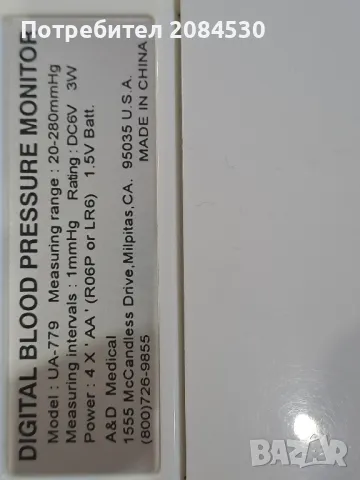 Потребител 2084530
DIGITAL BLOOD PRESSURE MONITOR
Model : UA-779 Measuring range : 20-280mmHg
Measuring intervals : 1mmHg Rating : DC6V 3W
Power : 4 X ' AA ' (R06P or LR6) 1.5V Batt.
A&D Medical
1555 McCandless Drive,Milpitas,CA. 95035 U.S.A.
(800)726-9855 MADE IN CHINA
BAZAR